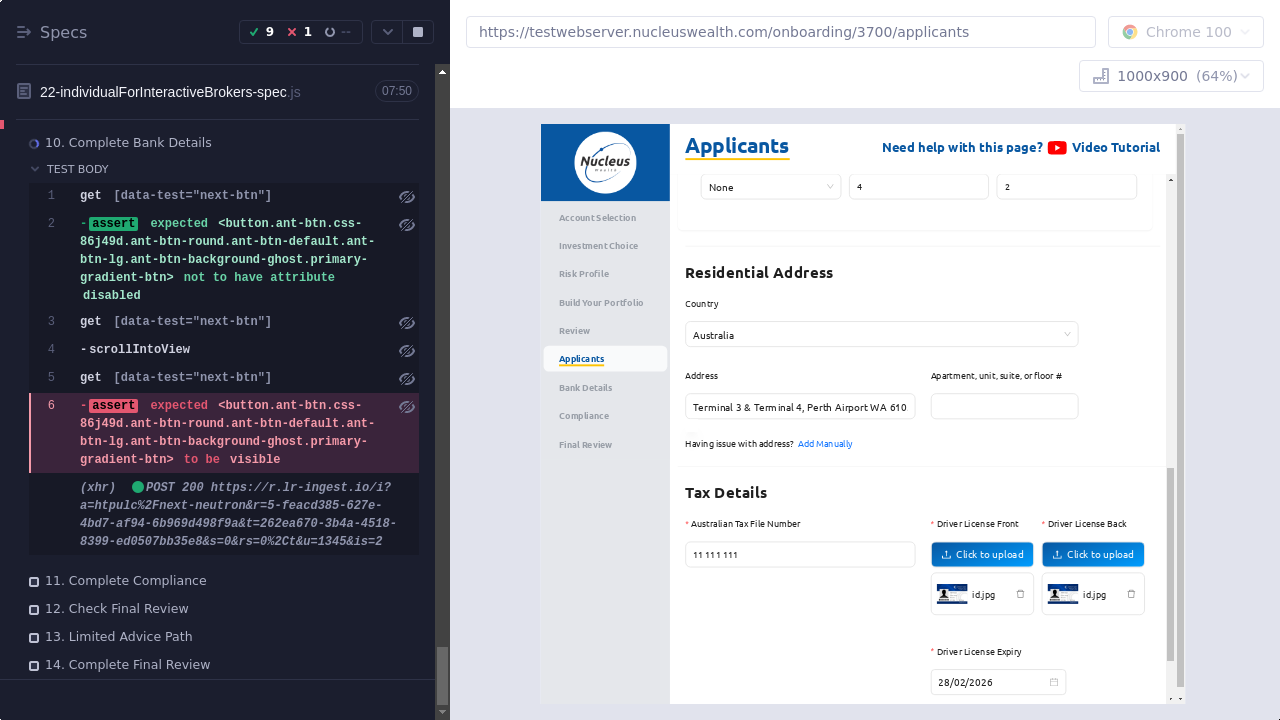 Specs
9
1
--
22-individualForInteractiveBrokers-spec.js
07:50
10. Complete Bank Details
TEST BODY
1 get [data-test="next-btn"]
2 -assert expected <button.ant-btn.css-
86j49d.ant-btn-round.ant-btn-default.ant-
btn-lg.ant-btn-background-ghost.primary-
gradient-btn> not to have attribute
disabled
3 get [data-test="next-btn"]
4 -scrollIntoView
5 get [data-test="next-btn"]
6 -assert expected <button.ant-btn.css-
86j49d.ant-btn-round.ant-btn-default.ant-
btn-lg.ant-btn-background-ghost.primary-
gradient-btn> to be visible
(xhr) POST 200 https://r.lr-ingest.io/i?
a=htpulc%2Fnext-neutron&r=5-feacd385-627e-
4bd7-af94-6b969d498f9a&t=262ea670-3b4a-4518-
8399-ed0507bb35e8&s=0&rs=0%2Ct&u=1345&is=2
11. Complete Compliance
12. Check Final Review
13. Limited Advice Path
14. Complete Final Review
https://testwebserver.nucleuswealth.com/onboarding/3700/applicants
Chrome 100
1000x900 (64%)
Nucleus
Wealth
Account Selection
Investment Choice
Risk Profile
Build Your Portfolio
Review
Applicants
Bank Details
Compliance
Final Review
Applicants
Need help with this page? Video Tutorial
None
4
2
Residential Address
Country
Australia
Address
Apartment, unit, suite, or floor #
Terminal 3 & Terminal 4, Perth Airport WA 610
Having issue with address? Add Manually
Tax Details
* Australian Tax File Number
* Driver License Front
* Driver License Back
11 111 111
Click to upload
Click to upload
id.jpg
id.jpg
* Driver License Expiry
28/02/2026